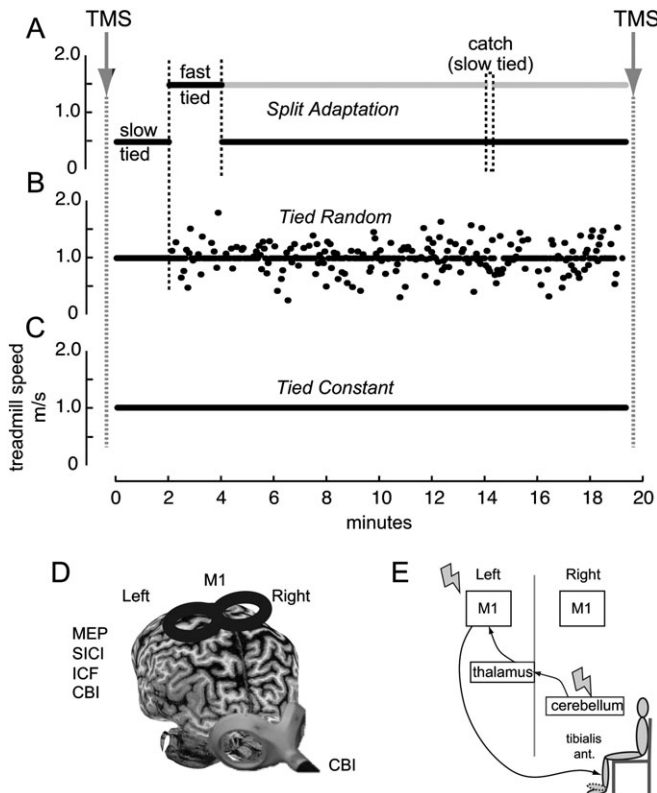 TMS TMS
A
2.0
1.0
0
fast
tied
slow
tied
catch
(slow tied)
Split Adaptation
B
2.0
1.0
0
Tied Random
C
2.0
1.0
0
Tied Constant
treadmill speed
m/s
0 2 4 6 8 10 12 14 16 18 20
minutes
D
M1
Left Right
MEP
SICI
ICF
CBI
CBI
E
Left Right
M1 M1
thalamus
cerebellum
tibialis
ant.